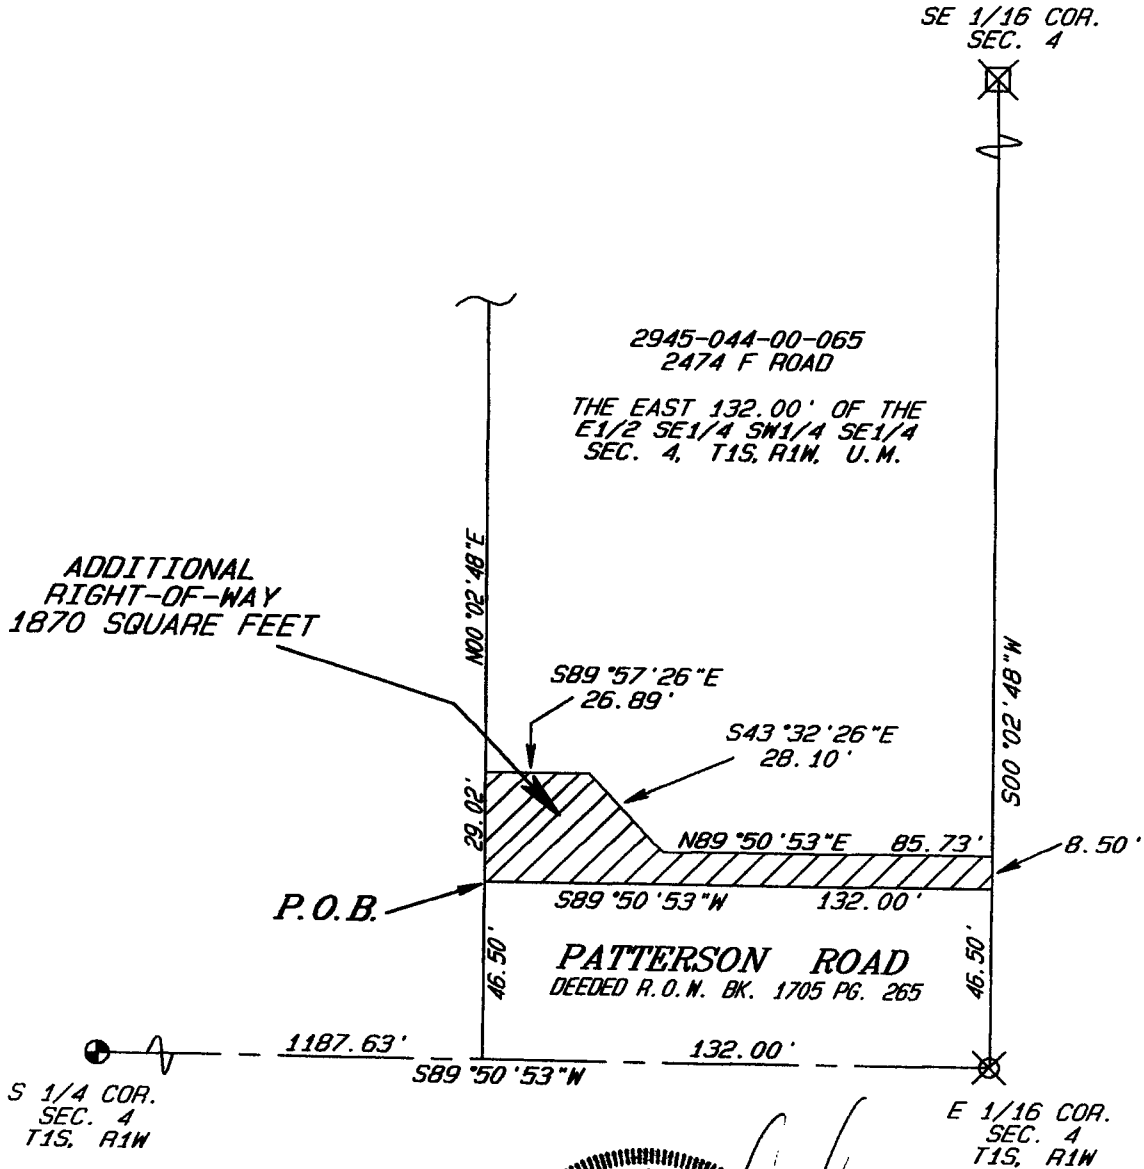 SE 1/16 COR.
SEC. 4
2945-044-00-065
2474 F ROAD
THE EAST 132.00' OF THE
E1/2 SE1/4 SW1/4 SE1/4
SEC. 4, T1S, R1W, U.M.
N00°02'48"E
ADDITIONAL
RIGHT-OF-WAY
1870 SQUARE FEET
S00°02'48"W
S89°57'26"E
26.89'
S43°32'26"E
28.10'
29.02'
N89°50'53"E 85.73'
8.50'
P.O.B.
S89°50'53"W 132.00'
46.50'
PATTERSON ROAD
DEEDED R.O.W. BK. 1705 PG. 265
46.50'
1187.63'
132.00'
S89°50'53"W
S 1/4 COR.
SEC. 4
T1S, R1W
E 1/16 COR.
SEC. 4
T1S, R1W